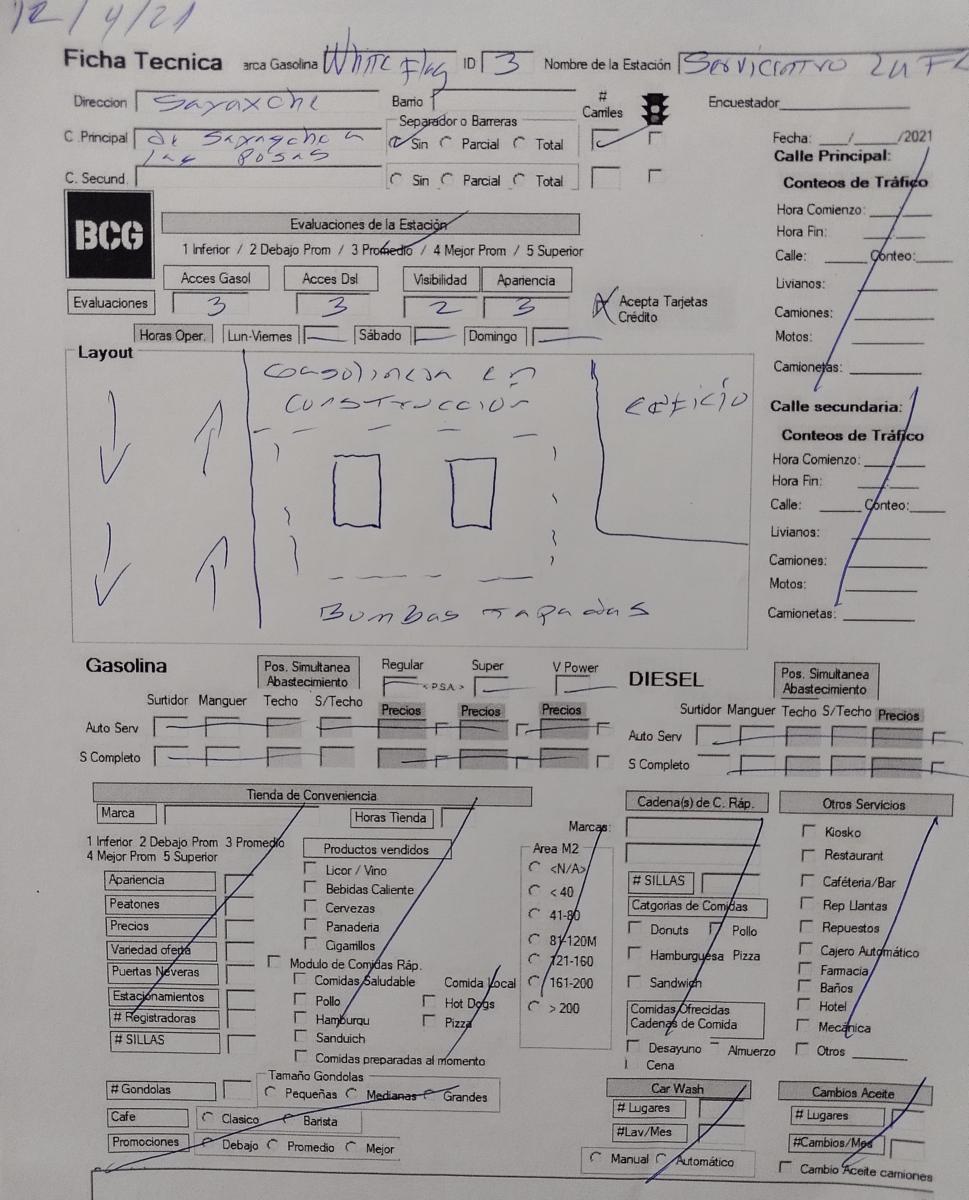 12/4/21
Ficha Tecnica arca Gasolina White Flag ID 3 Nombre de la Estación Servicentro
Direccion Sayaxche Barrio # Carriles Encuestador
Separador o Barreras
C .Principal de Sayaxche a las Posas Sin Parcial Total
Fecha: ___/___/2021
Calle Principal:
C. Secund. Sin Parcial Total
Conteos de Tráfico
Hora Comienzo:
Hora Fin:
Calle: Conteo:
Livianos:
Camiones:
Motos:
Camionetas:
BCG
Evaluaciones de la Estación
1 Inferior / 2 Debajo Prom / 3 Promedio / 4 Mejor Prom / 5 Superior
Acces Gasol Acces Dsl Visibilidad Apariencia
Evaluaciones 3 3 2 3 Acepta Tarjetas Crédito
Horas Oper. Lun-Viernes Sábado Domingo
Layout
en
construccion
edificio
Bombas tapadas
Calle secundaria:
Conteos de Tráfico
Hora Comienzo:
Hora Fin:
Calle: Conteo:
Livianos:
Camiones:
Motos:
Camionetas:
Gasolina Pos. Simultanea Abastecimiento Regular < P.S.A > Super V Power
Surtidor Manguer Techo S/Techo Precios Precios Precios
Auto Serv
S Completo
DIESEL Pos. Simultanea Abastecimiento
Surtidor Manguer Techo S/Techo Precios
Auto Serv
S Completo
Tienda de Conveniencia
Marca Horas Tienda
1 Inferior 2 Debajo Prom 3 Promedio
4 Mejor Prom 5 Superior
Apariencia
Peatones
Precios
Variedad oferta
Puertas Neveras
Estacionamientos
# Registradoras
# SILLAS
Productos vendidos
Licor / Vino
Bebidas Caliente
Cervezas
Panaderia
Cigarrillos
Modulo de Comidas Ráp.
Comidas Saludable Comida Local
Pollo Hot Dogs
Hamburqu Pizza
Sanduich
Comidas preparadas al momento
Area M2
<N/A>
< 40
41-80
81-120M
121-160
161-200
> 200
Cadena(s) de C. Ráp.
Marcas:
# SILLAS
Catgorias de Comidas
Donuts Pollo
Hamburguesa Pizza
Sandwich
Comidas Ofrecidas
Cadenas de Comida
Desayuno Almuerzo
Cena
Otros Servicios
Kiosko
Restaurant
Caféteria/Bar
Rep Llantas
Repuestos
Cajero Automático
Farmacia
Baños
Hotel
Mecànica
Otros
# Gondolas Tamaño Gondolas
Pequeñas Medianas Grandes
Cafe Clasico Barista
Promociones Debajo Promedio Mejor
Car Wash
# Lugares
#Lav/Mes
Manual Automático
Cambios Aceite
# Lugares
#Cambios/Mes
Cambio Aceite camiones